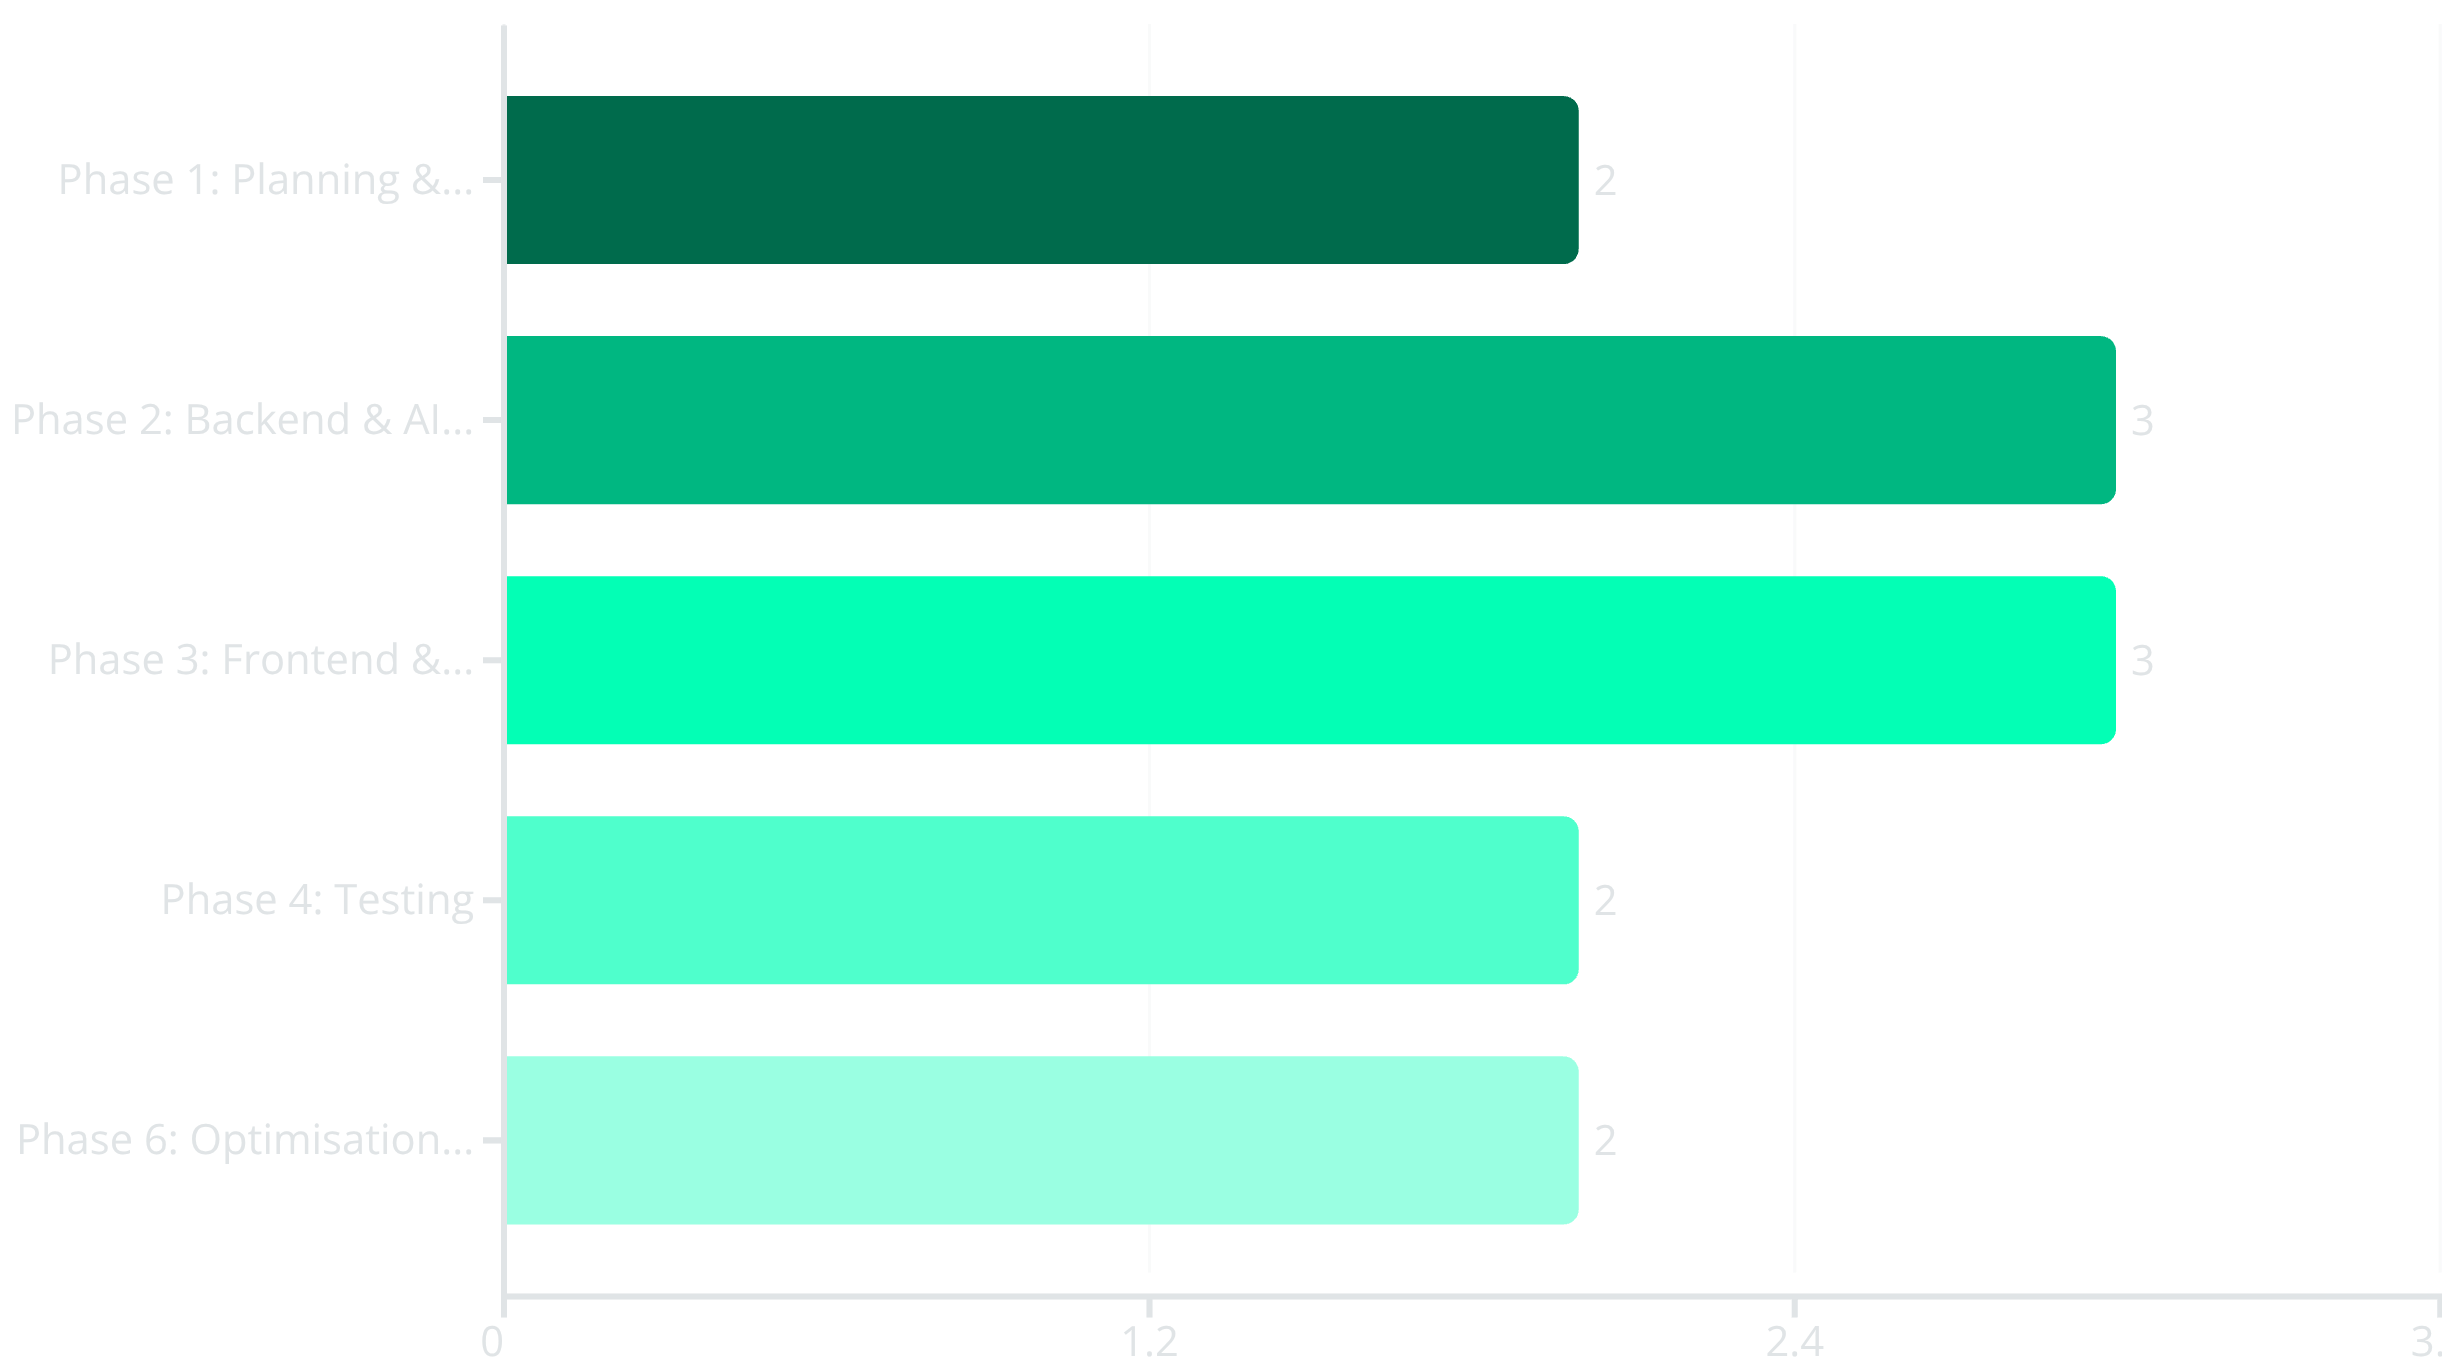 Phase 1: Planning &...
2
Phase 2: Backend & AI...
3
Phase 3: Frontend &...
3
Phase 4: Testing
2
Phase 6: Optimisation...
2
0 1.2 2.4 3.